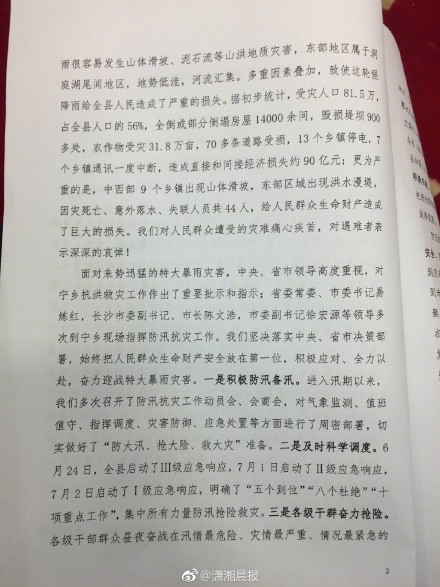 雨很容易发生山体滑坡、泥石流等山洪地质灾害，东部地区属于洞
庭湖尾闾地区，地势低洼，河流汇集。多重因素叠加，致使这轮强
降雨给全县人民造成了严重的损失。据初步统计，受灾人口81.5万，
占全县人口的56%，全倒或部分倒塌房屋14000余间，毁损堤坝900
多处，农作物受灾31.8万亩，70多条道路受损，13个乡镇停电，7
个乡镇通讯一度中断，造成直接和间接经济损失约90亿元；更为严
重的是，中西部9个乡镇出现山体滑坡，东部区域出现洪水漫堤，
因灾死亡、意外落水、失联人员共44人，给人民群众生命财产造成
了巨大的损失。我们对人民群众遭受的灾难痛心疾首，对遇难者表
示深深的哀悼！
面对来势迅猛的特大暴雨灾害，中央、省市领导高度重视，对
宁乡抗洪救灾工作作出了重要批示和指示；省委常委、市委书记易
炼红，长沙市委副书记、市长陈文浩，市委副书记徐宏源等领导多
次到宁乡现场指挥防汛抗灾工作。我们坚决落实中央、省市决策部
署，始终把人民群众生命财产安全放在第一位，积极应对、全力以
赴，奋力迎战特大暴雨灾害。一是积极防汛备汛。进入汛期以来，
我们多次召开了防汛抗灾工作动员会、会商会，对气象监测、值班
值守、指挥调度、灾害防御、应急处置等方面进行了周密部署，切
实做好了“防大汛、抢大险、救大灾”准备。二是及时科学调度。6
月24日，全县启动了Ⅲ级应急响应，7月1日启动了Ⅱ级应急响应，
7月2日启动了Ⅰ级应急响应，明确了“五个到位”“八个杜绝”“十
项重点工作”，集中所有力量防汛抢险救灾。三是各级干群奋力抢险。
各级干部群众昼夜奋战在汛情最危险、灾情最严重、情况最紧急的
2
@潇湘晨报